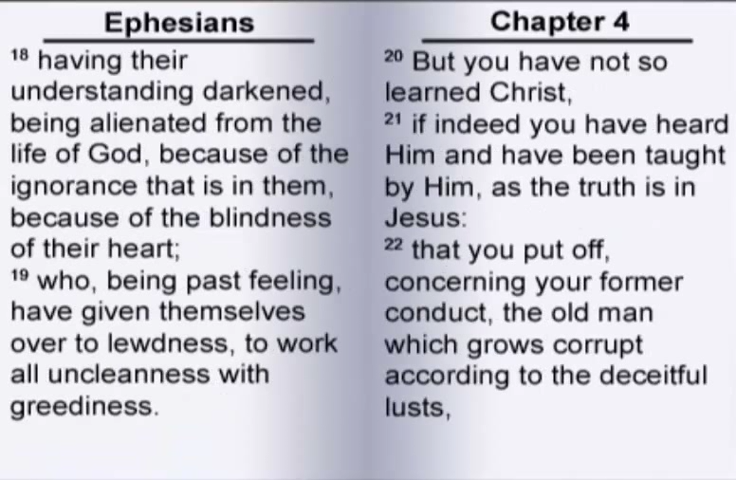 Ephesians
¹⁸ having their
understanding darkened,
being alienated from the
life of God, because of the
ignorance that is in them,
because of the blindness
of their heart;
¹⁹ who, being past feeling,
have given themselves
over to lewdness, to work
all uncleanness with
greediness.
Chapter 4
²⁰ But you have not so
learned Christ,
²¹ if indeed you have heard
Him and have been taught
by Him, as the truth is in
Jesus:
²² that you put off,
concerning your former
conduct, the old man
which grows corrupt
according to the deceitful
lusts,